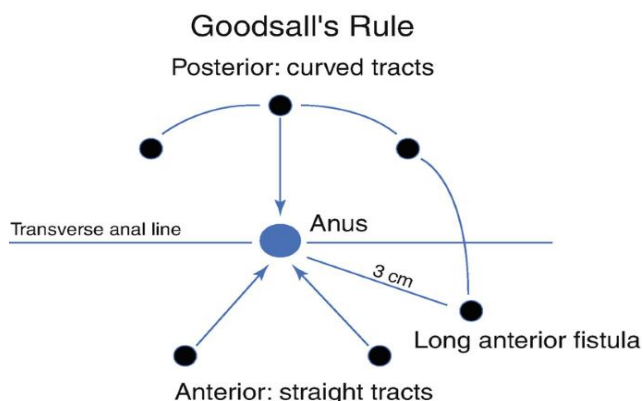 Goodsall's Rule
Posterior: curved tracts
Anus
Transverse anal line
3 cm
Long anterior fistula
Anterior: straight tracts